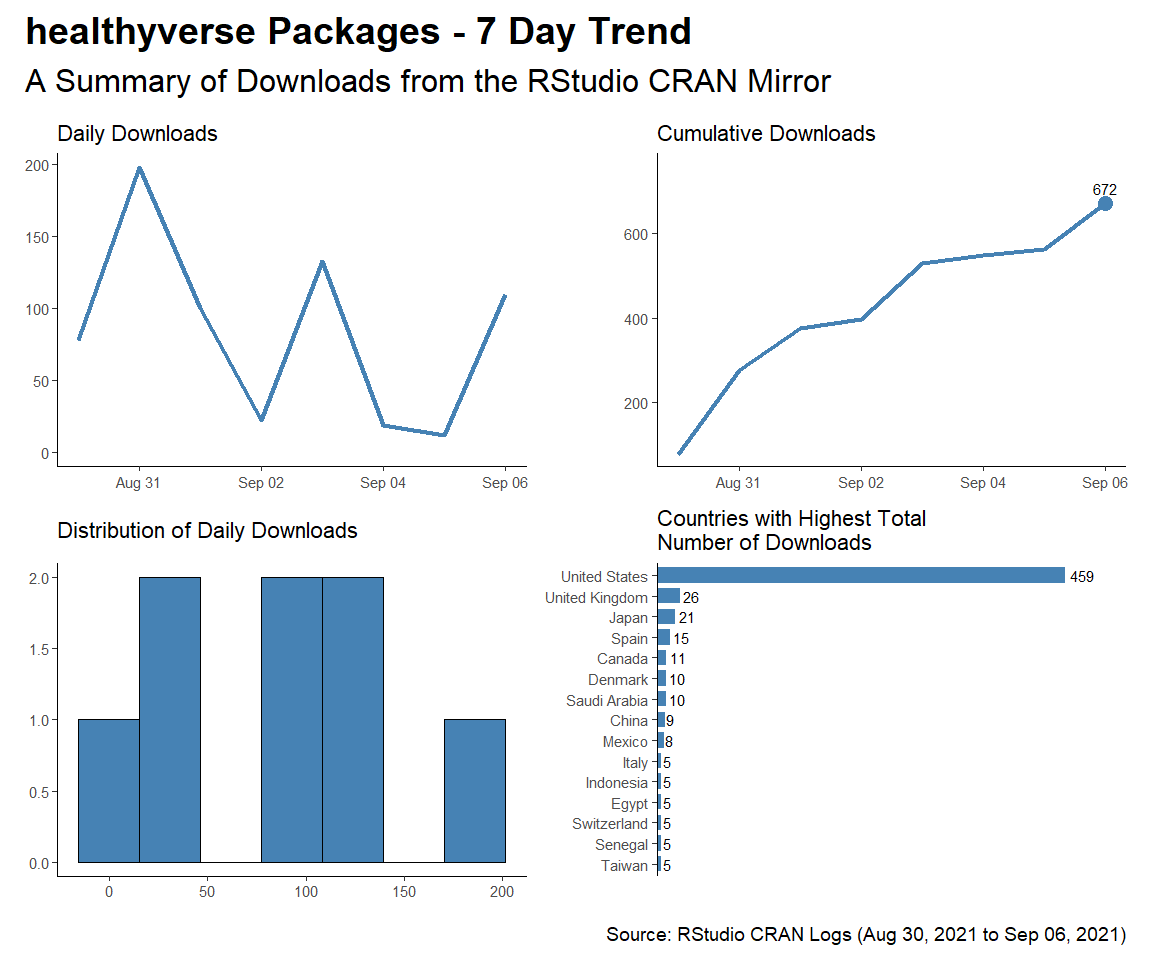 healthyverse Packages - 7 Day Trend
A Summary of Downloads from the RStudio CRAN Mirror
Daily Downloads
200
150
100
50
0
Aug 31 Sep 02 Sep 04 Sep 06
Cumulative Downloads
672
600
400
200
Aug 31 Sep 02 Sep 04 Sep 06
Distribution of Daily Downloads
2.0
1.5
1.0
0.5
0.0
0 50 100 150 200
Countries with Highest Total
Number of Downloads
United States 459
United Kingdom 26
Japan 21
Spain 15
Canada 11
Denmark 10
Saudi Arabia 10
China 9
Mexico 8
Italy 5
Indonesia 5
Egypt 5
Switzerland 5
Senegal 5
Taiwan 5
Source: RStudio CRAN Logs (Aug 30, 2021 to Sep 06, 2021)